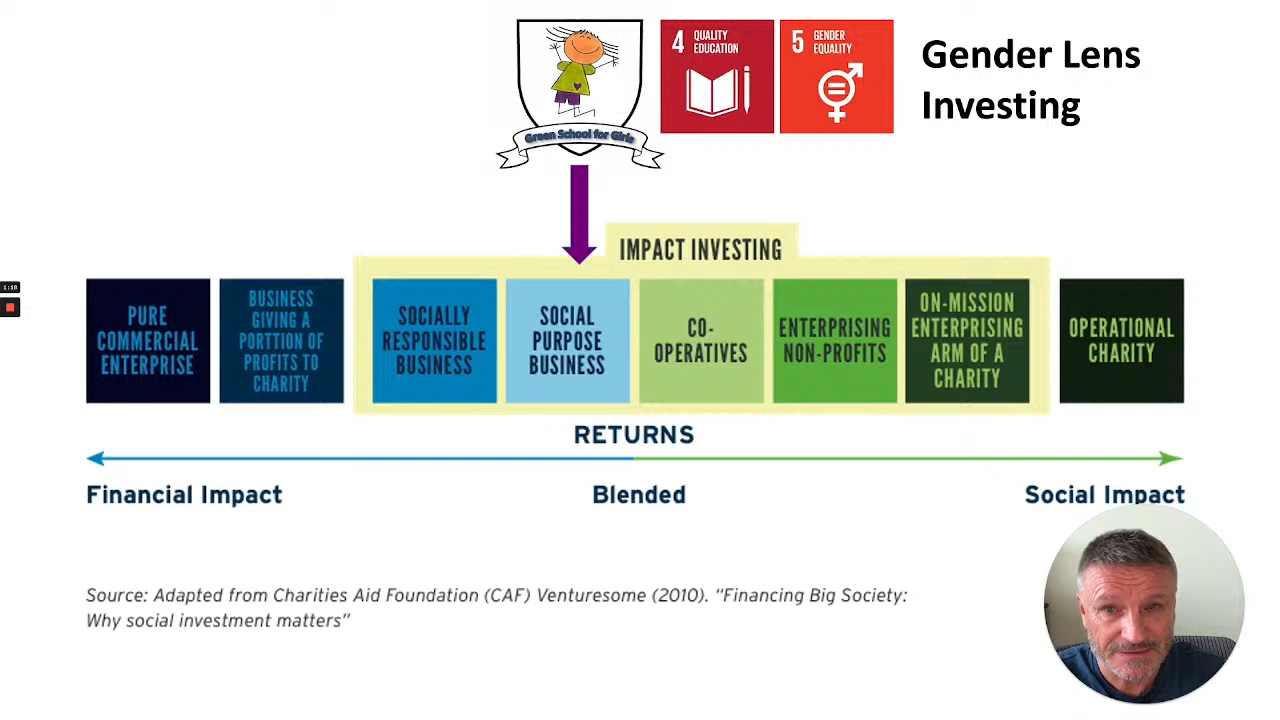 4 QUALITY
EDUCATION
5 GENDER
EQUALITY
Gender Lens
Investing
Green School for Girls
IMPACT INVESTING
PURE
COMMERCIAL
ENTERPRISE
BUSINESS
GIVING A
PORTTION OF
PROFITS TO
CHARITY
SOCIALLY
RESPONSIBLE
BUSINESS
SOCIAL
PURPOSE
BUSINESS
CO-
OPERATIVES
ENTERPRISING
NON-PROFITS
ON-MISSION
ENTERPRISING
ARM OF A
CHARITY
OPERATIONAL
CHARITY
1:18
RETURNS
Financial Impact
Blended
Social Impact
Source: Adapted from Charities Aid Foundation (CAF) Venturesome (2010). “Financing Big Society:
Why social investment matters”